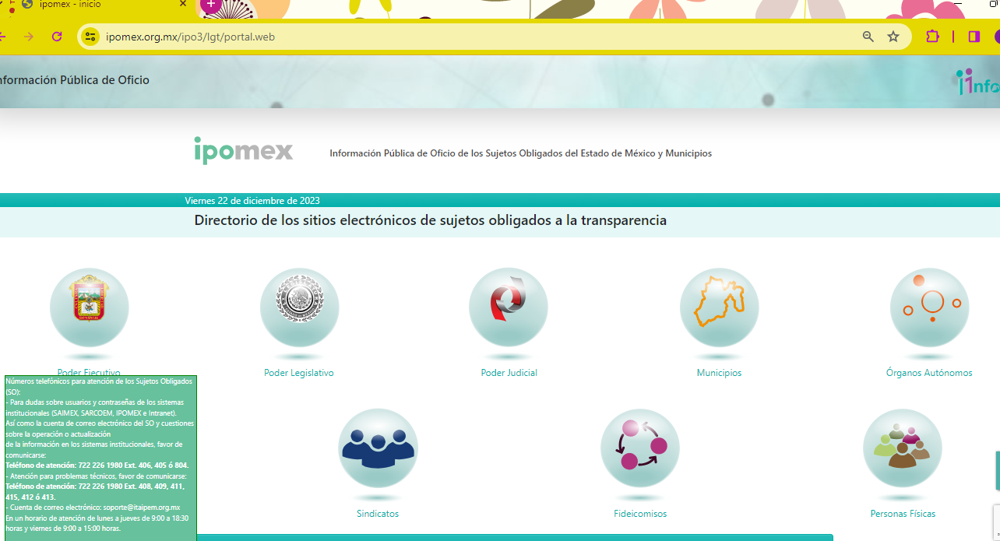 ipomex - inicio
ipomex.org.mx/ipo3/lgt/portal.web
nformación Pública de Oficio
info
ipomex
Información Pública de Oficio de los Sujetos Obligados del Estado de México y Municipios
Viernes 22 de diciembre de 2023
Directorio de los sitios electrónicos de sujetos obligados a la transparencia
Poder Ejecutivo
Poder Legislativo
Poder Judicial
Municipios
Órganos Autónomos
Números telefónicos para atención de los Sujetos Obligados
(SO):
- Para dudas sobre usuarios y contraseñas de los sistemas
institucionales (SAIMEX, SARCOEM, IPOMEX e Intranet).
Así como la cuenta de correo electrónico del SO y cuestiones
sobre la operación o actualización
de la información en los sistemas institucionales, favor de
comunicarse:
Teléfono de atención: 722 226 1980 Ext. 406, 405 ó 804.
- Atención para problemas técnicos, favor de comunicarse:
Teléfono de atención: 722 226 1980 Ext. 408, 409, 411,
415, 412 ó 413.
- Cuenta de correo electrónico: soporte@itaipem.org.mx
En un horario de atención de lunes a jueves de 9:00 a 18:30
horas y viernes de 9:00 a 15:00 horas.
Sindicatos
Fideicomisos
Personas Físicas